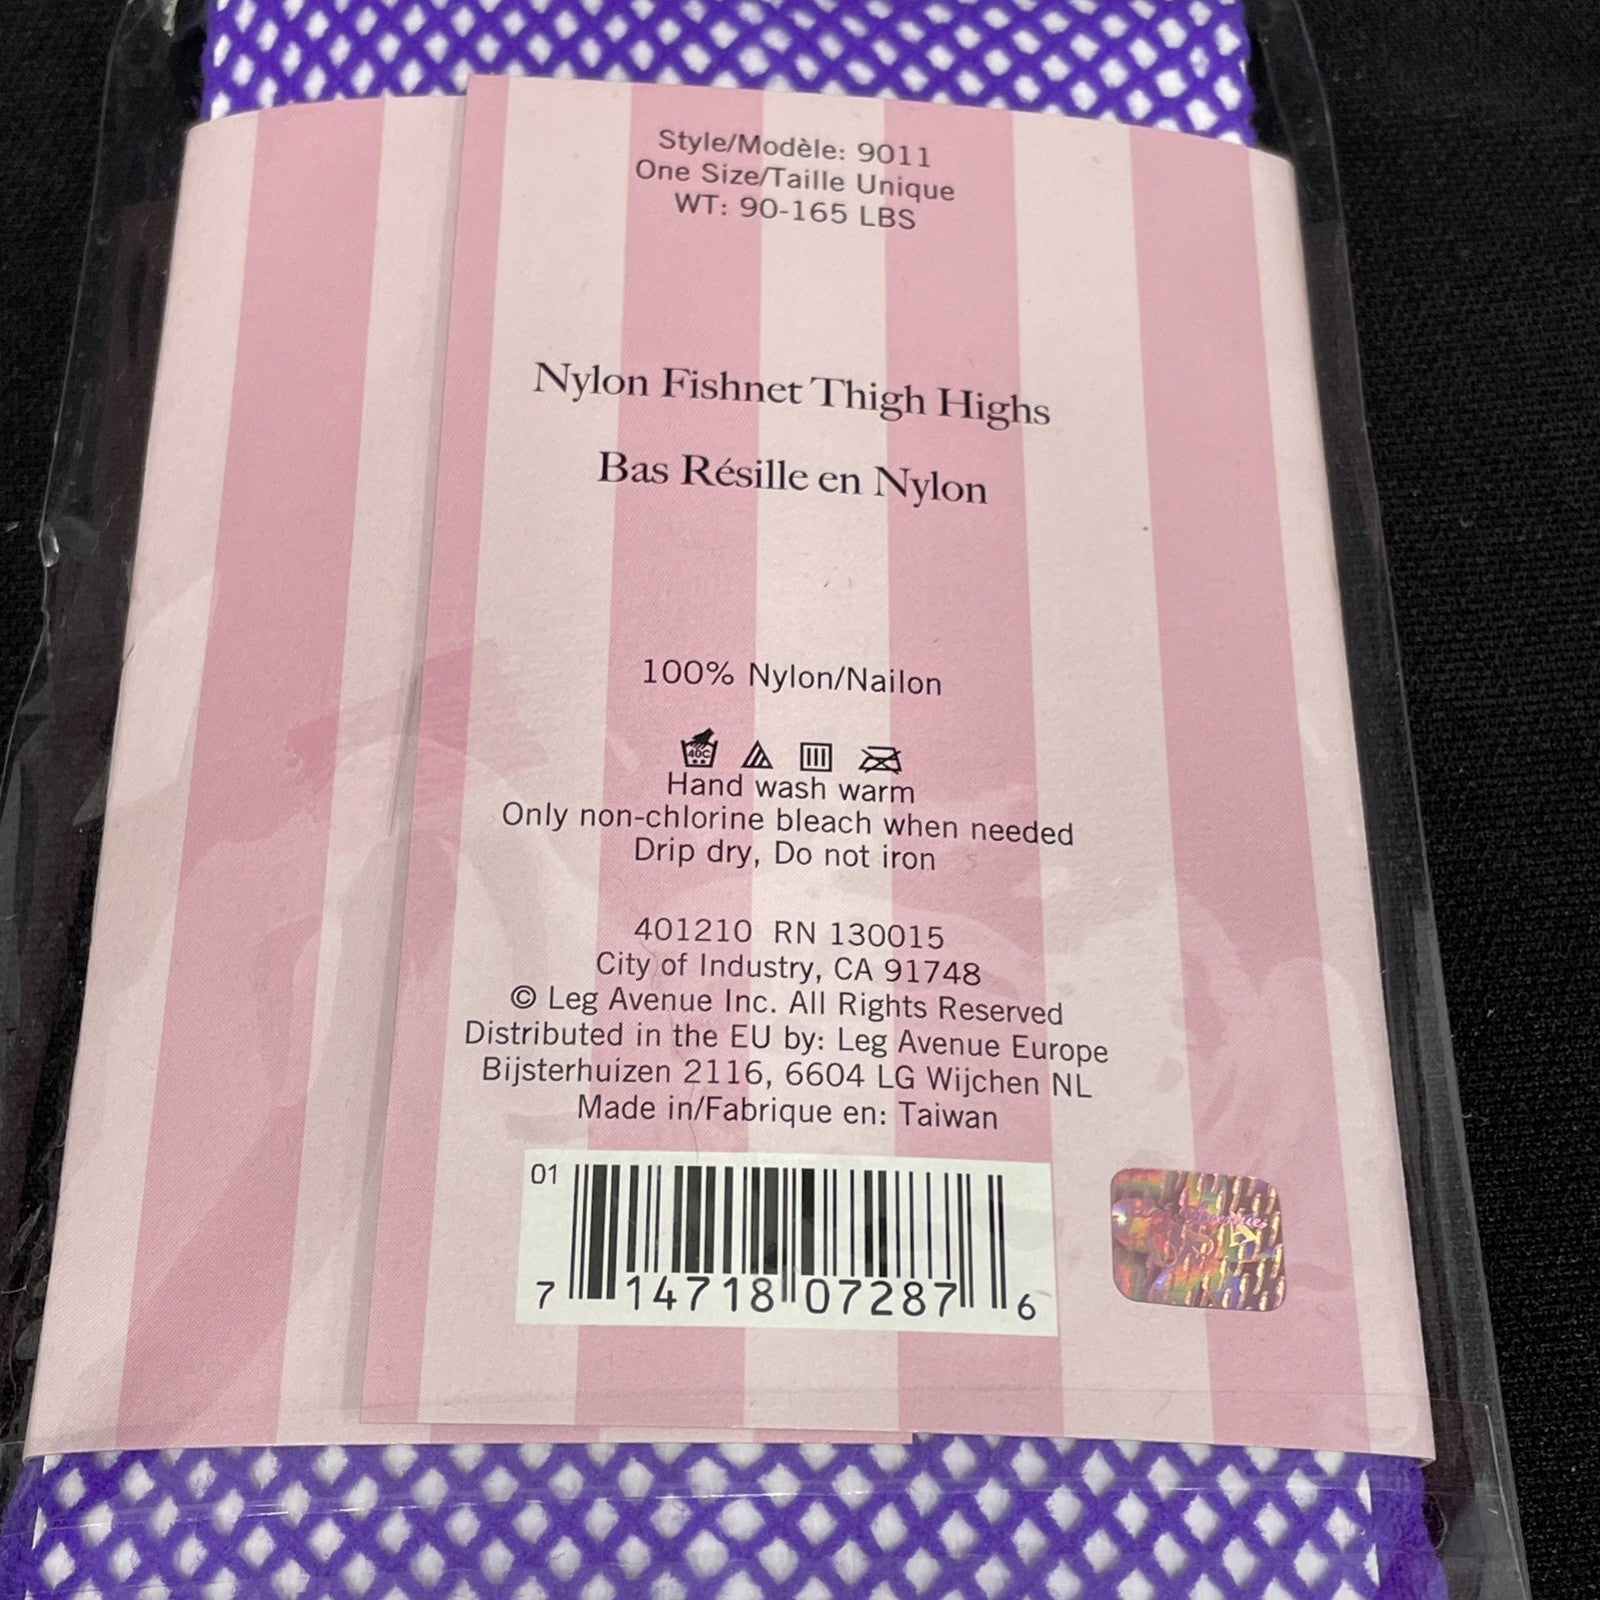 Style/Modèle: 9011
One Size/Taille Unique
WT: 90-165 LBS
Nylon Fishnet Thigh Highs
Bas Résille en Nylon
100% Nylon/Nailon
40C
Hand wash warm
Only non-chlorine bleach when needed
Drip dry, Do not iron
401210 RN 130015
City of Industry, CA 91748
© Leg Avenue Inc. All Rights Reserved
Distributed in the EU by: Leg Avenue Europe
Bijsterhuizen 2116, 6604 LG Wijchen NL
Made in/Fabrique en: Taiwan
01
7 14718 07287 6